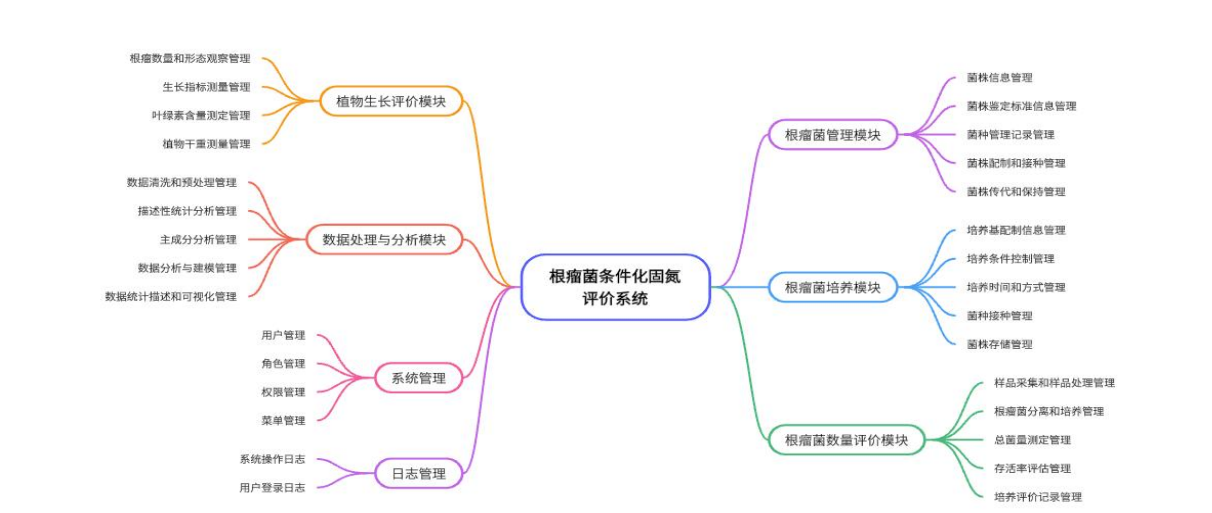 根瘤菌条件化固氮
评价系统
植物生长评价模块
根瘤数量和形态观察管理
生长指标测量管理
叶绿素含量测定管理
植物干重测量管理
数据处理与分析模块
数据清洗和预处理管理
描述性统计分析管理
主成分分析管理
数据分析与建模管理
数据统计描述和可视化管理
系统管理
用户管理
角色管理
权限管理
菜单管理
日志管理
系统操作日志
用户登录日志
根瘤菌管理模块
菌株信息管理
菌株鉴定标准信息管理
菌种管理记录管理
菌株配制和接种管理
菌株传代和保持管理
根瘤菌培养模块
培养基配制信息管理
培养条件控制管理
培养时间和方式管理
菌种接种管理
菌株存储管理
根瘤菌数量评价模块
样品采集和样品处理管理
根瘤菌分离和培养管理
总菌量测定管理
存活率评估管理
培养评价记录管理